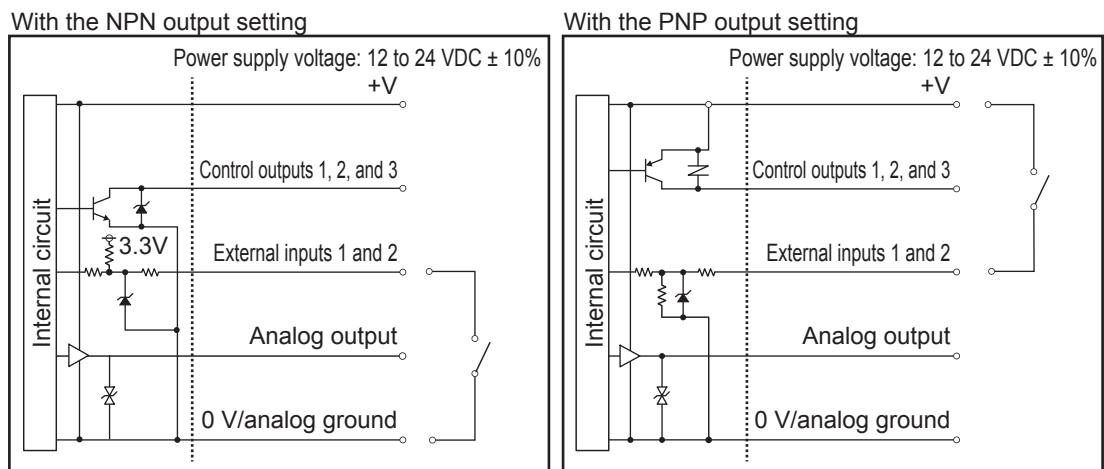 With the NPN output setting
Power supply voltage: 12 to 24 VDC ± 10%
+V
Control outputs 1, 2, and 3
3.3V
External inputs 1 and 2
Internal circuit
Analog output
0 V/analog ground
With the PNP output setting
Power supply voltage: 12 to 24 VDC ± 10%
+V
Control outputs 1, 2, and 3
External inputs 1 and 2
Internal circuit
Analog output
0 V/analog ground